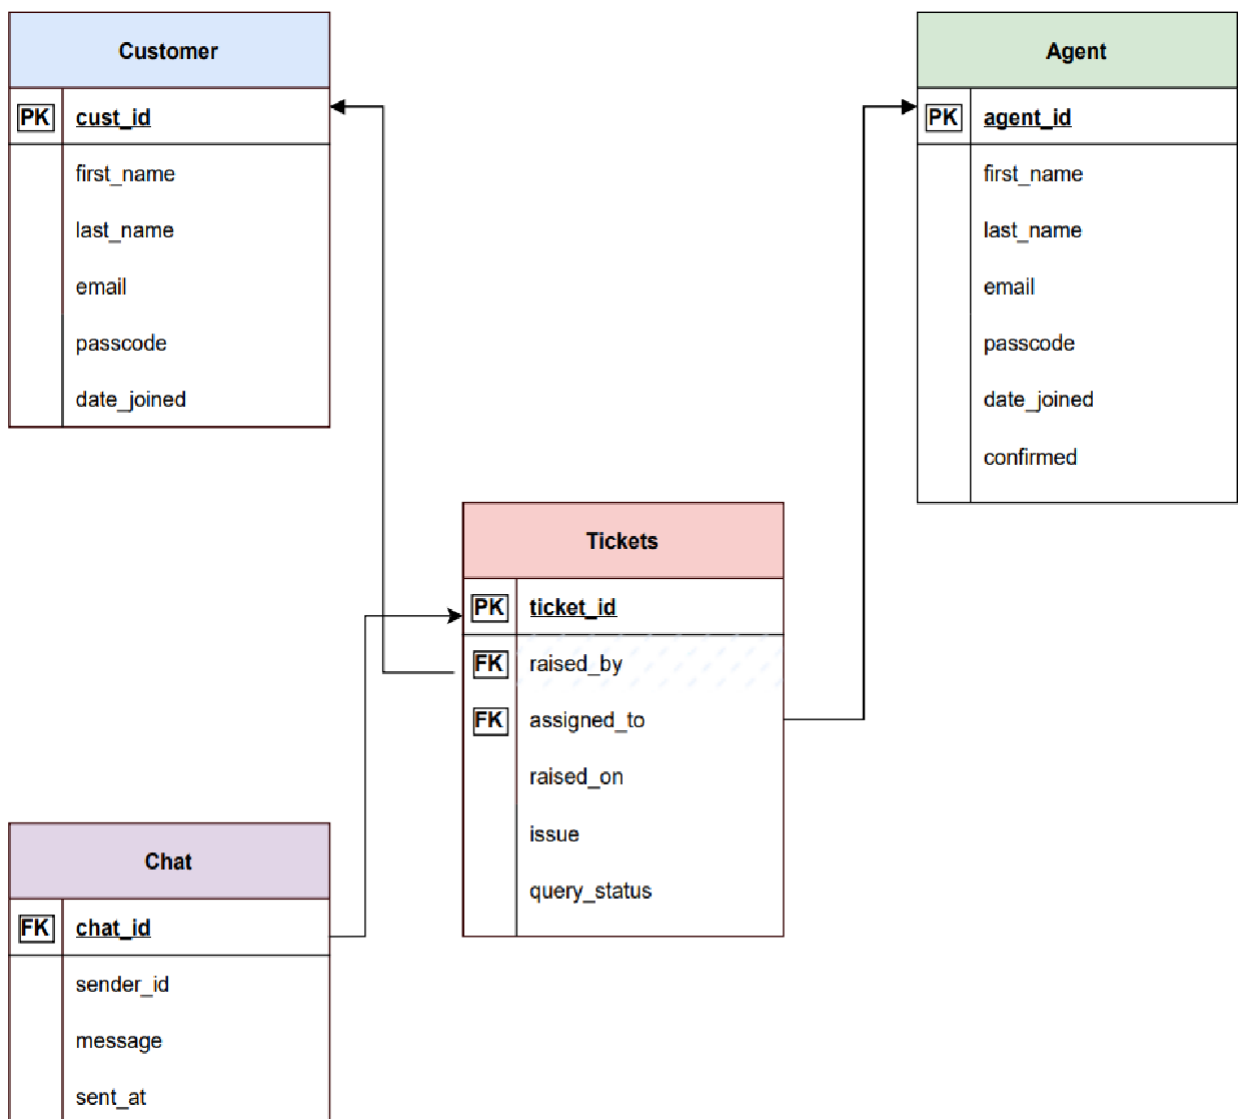 Customer
PK cust_id
first_name
last_name
email
passcode
date_joined
Agent
PK agent_id
first_name
last_name
email
passcode
date_joined
confirmed
Tickets
PK ticket_id
FK raised_by
FK assigned_to
raised_on
issue
query_status
Chat
FK chat_id
sender_id
message
sent_at